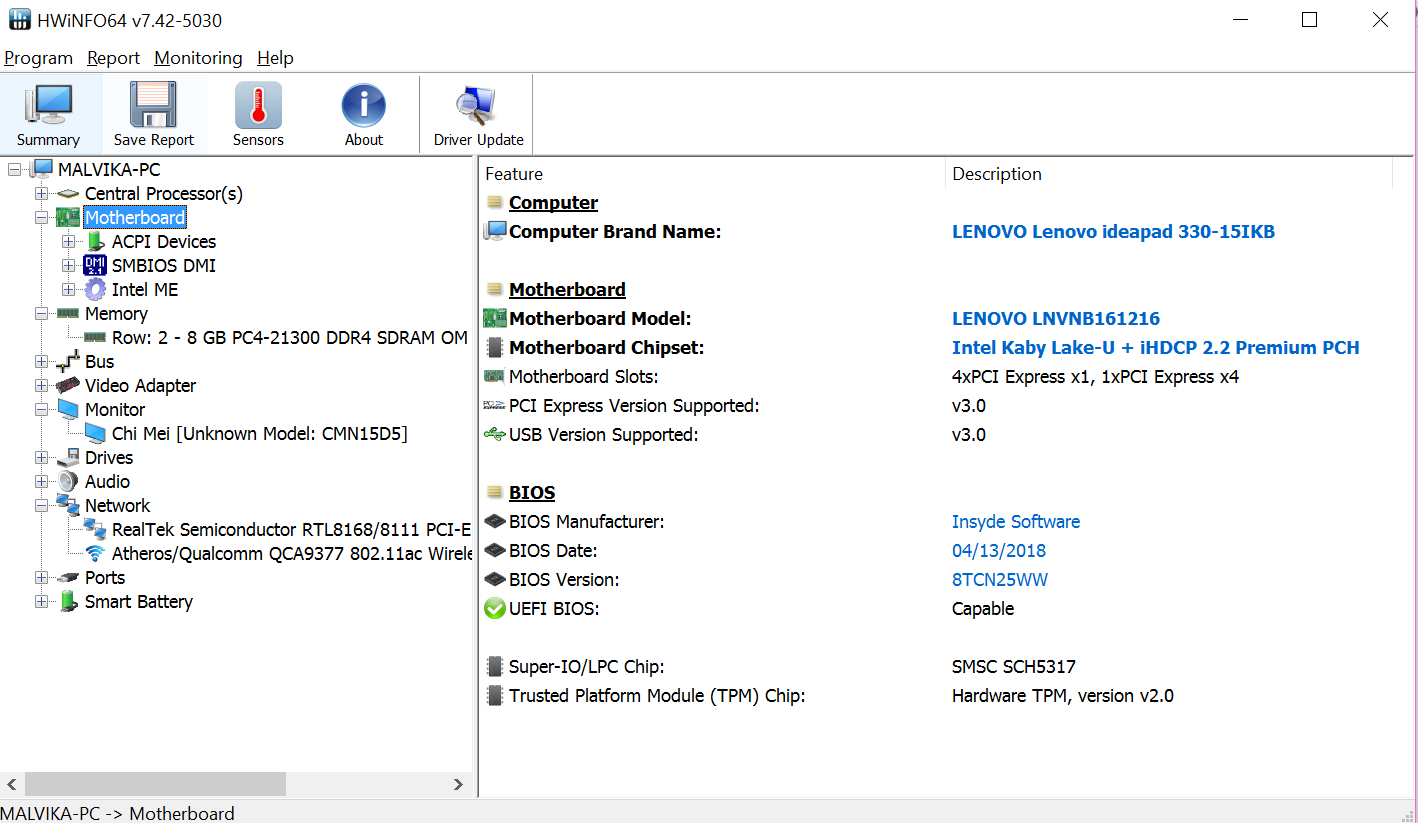 HWiNFO64 v7.42-5030
Program Report Monitoring Help
Summary Save Report Sensors About Driver Update
MALVIKA-PC
Central Processor(s)
Motherboard
ACPI Devices
DMI 2.1 SMBIOS DMI
Intel ME
Memory
Row: 2 - 8 GB PC4-21300 DDR4 SDRAM OM
Bus
Video Adapter
Monitor
Chi Mei [Unknown Model: CMN15D5]
Drives
Audio
Network
RealTek Semiconductor RTL8168/8111 PCI-E
Atheros/Qualcomm QCA9377 802.11ac Wirele
Ports
Smart Battery
Feature Description
Computer
Computer Brand Name: LENOVO Lenovo ideapad 330-15IKB
Motherboard
Motherboard Model: LENOVO LNVNB161216
Motherboard Chipset: Intel Kaby Lake-U + iHDCP 2.2 Premium PCH
Motherboard Slots: 4xPCI Express x1, 1xPCI Express x4
PCI Express Version Supported: v3.0
USB Version Supported: v3.0
BIOS
BIOS Manufacturer: Insyde Software
BIOS Date: 04/13/2018
BIOS Version: 8TCN25WW
UEFI BIOS: Capable
Super-IO/LPC Chip: SMSC SCH5317
Trusted Platform Module (TPM) Chip: Hardware TPM, version v2.0
MALVIKA-PC -> Motherboard